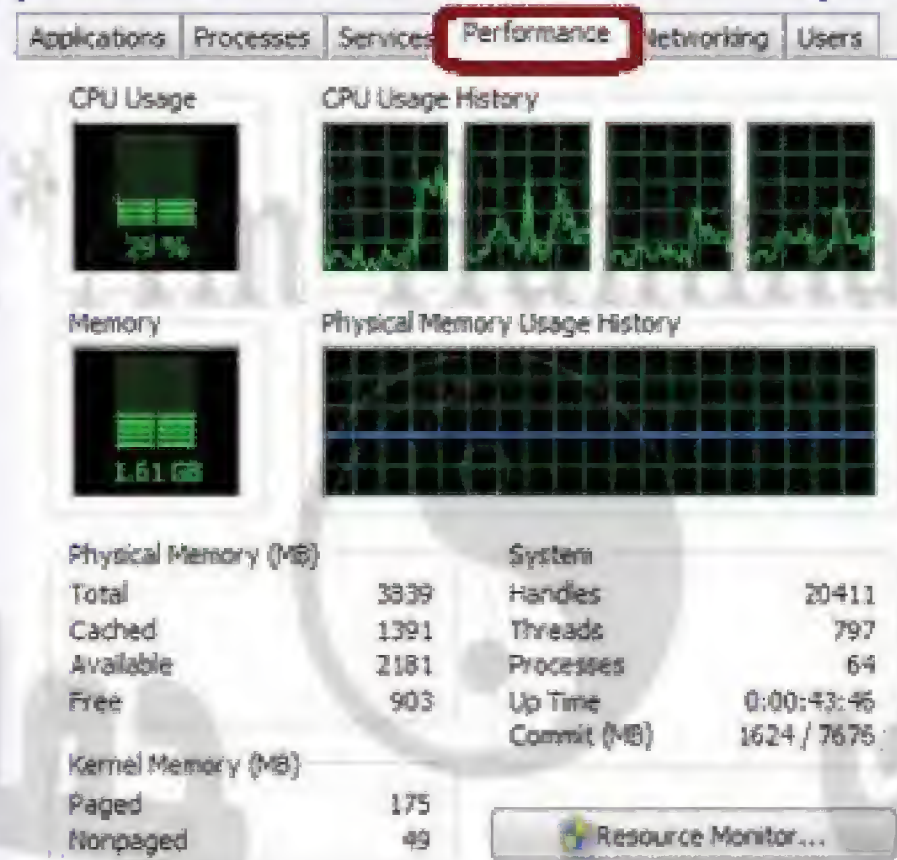 Applications Processes Services Performance Networking Users
CPU Usage CPU Usage History
29 %
Memory Physical Memory Usage History
1.61 GB
Physical Memory (MB) System
Total 3839 Handles 20411
Cached 1391 Threads 797
Available 2181 Processes 64
Free 903 Up Time 0:00:43:46
Commit (MB) 1624 / 7676
Kernel Memory (MB)
Paged 175
Nonpaged 49 Resource Monitor...